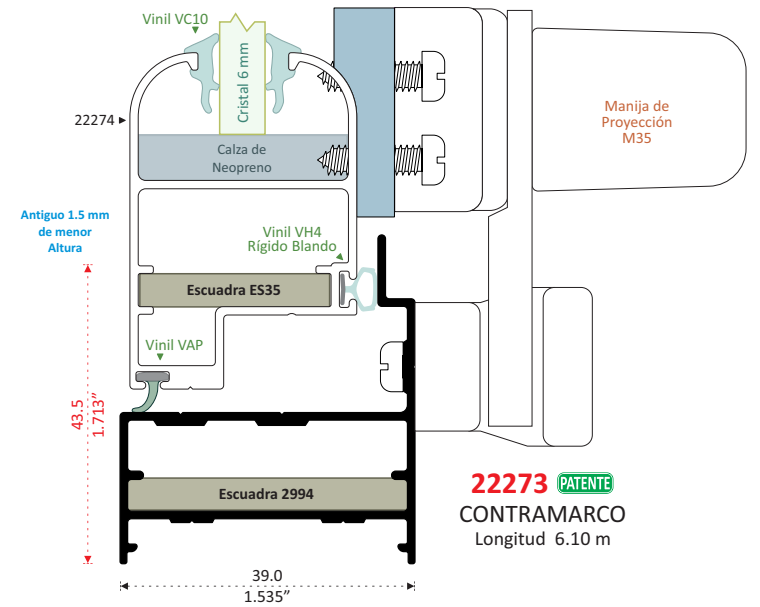 Vinil VC10
Cristal 6 mm
22274
Calza de
Neopreno
Manija de
Proyección
M35
Antiguo 1.5 mm
de menor
Altura
Vinil VH4
Rígido Blando
Escuadra ES35
Vinil VAP
43.5
1.713”
Escuadra 2994
22273 PATENTE
CONTRAMARCO
Longitud 6.10 m
39.0
1.535”